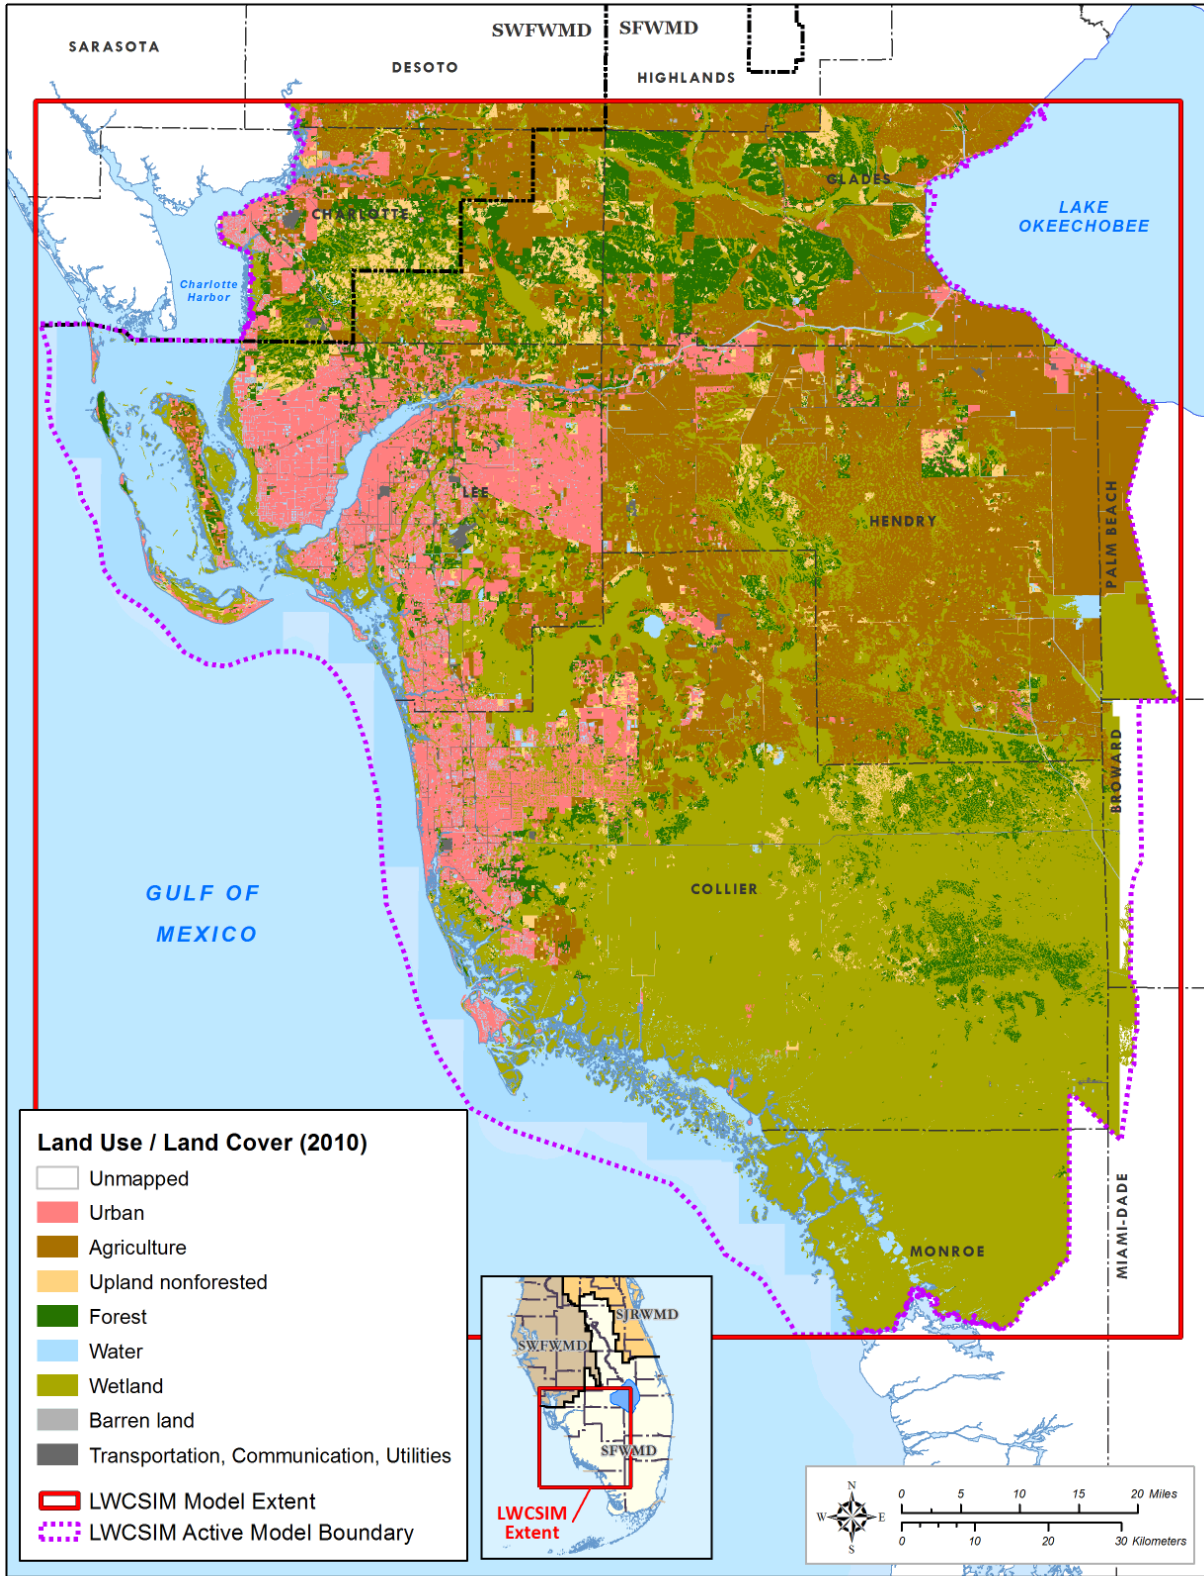 SARASOTA
DESOTO
SWFWMD
SFWMD
HIGHLANDS
GLADES
CHARLOTTE
LAKE
OKEECHOBEE
Charlotte
Harbor
LEE
HENDRY
PALM BEACH
BROWARD
COLLIER
GULF OF
MEXICO
MONROE
MIAMI-DADE
Land Use / Land Cover (2010)
Unmapped
Urban
Agriculture
Upland nonforested
Forest
Water
Wetland
Barren land
Transportation, Communication, Utilities
LWCSIM Model Extent
LWCSIM Active Model Boundary
SJRWMD
SWFWMD
SFWMD
LWCSIM
Extent
N
W
E
S
0 5 10 15 20 Miles
0 10 20 30 Kilometers